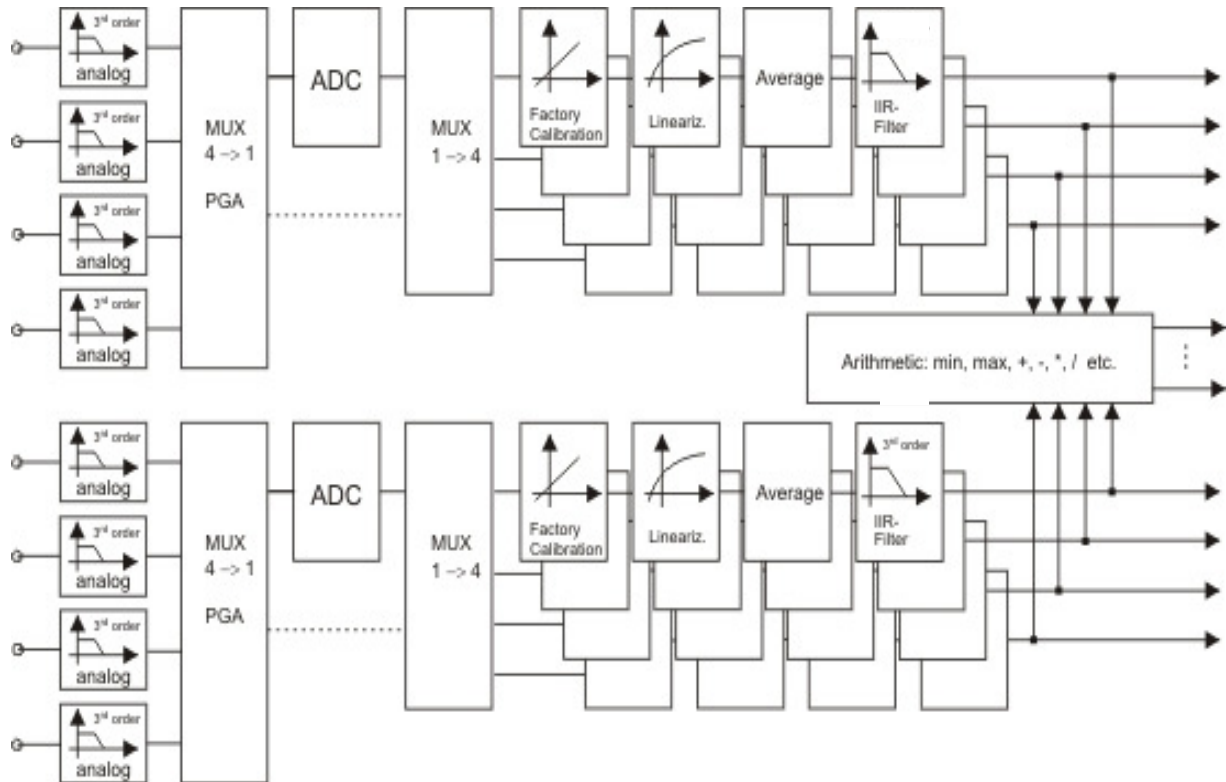 3rd order
analog
3rd order
analog
3rd order
analog
3rd order
analog
MUX
4 –> 1
PGA
ADC
MUX
1 –> 4
Factory
Calibration
Lineariz.
Average
IIR-
Filter
Arithmetic: min, max, +, -, *, / etc.
3rd order
analog
3rd order
analog
3rd order
analog
3rd order
analog
MUX
4 –> 1
PGA
ADC
MUX
1 –> 4
Factory
Calibration
Lineariz.
Average
3rd order
IIR-
Filter